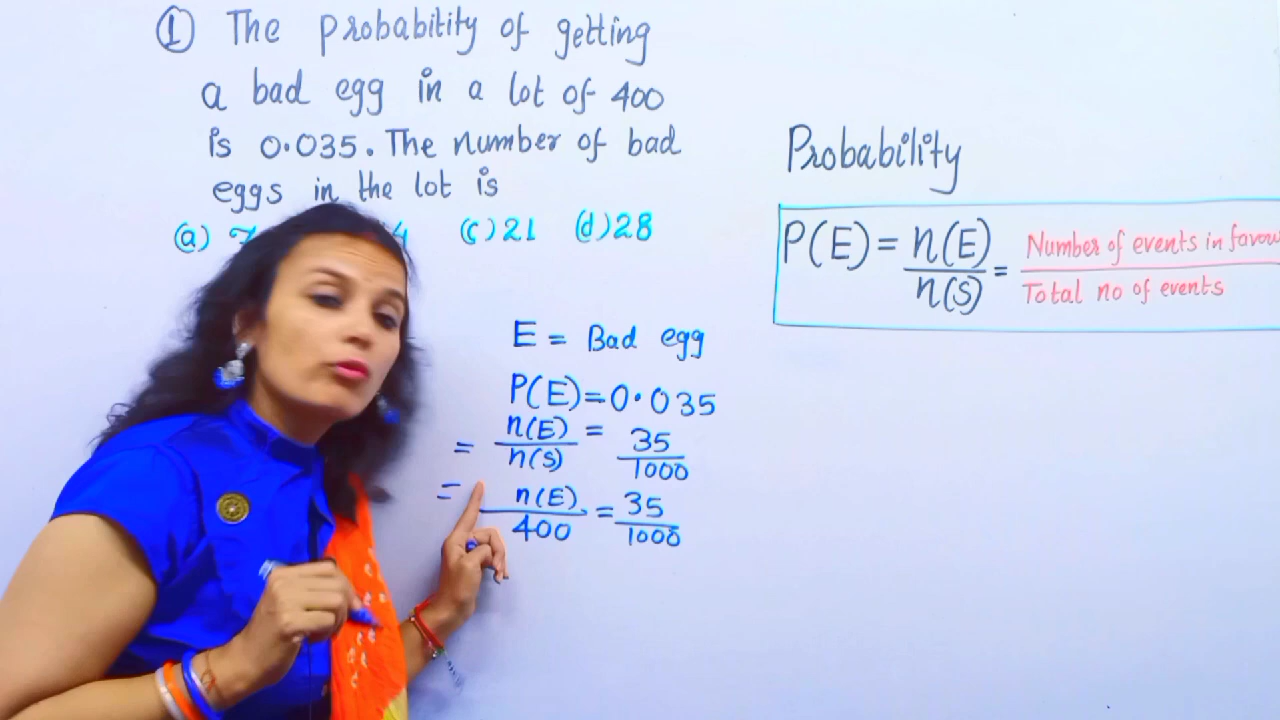 ① The probability of getting
a bad egg in a lot of 400
is 0.035. The number of bad
eggs in the lot is
(a) 7 4 (c) 21 (d) 28
E = Bad egg
P(E) = 0.035
= n(E)/n(S) = 35/1000
= n(E)/400 = 35/1000
Probability
P(E) = n(E)/n(S) = Number of events in favou/Total no of events